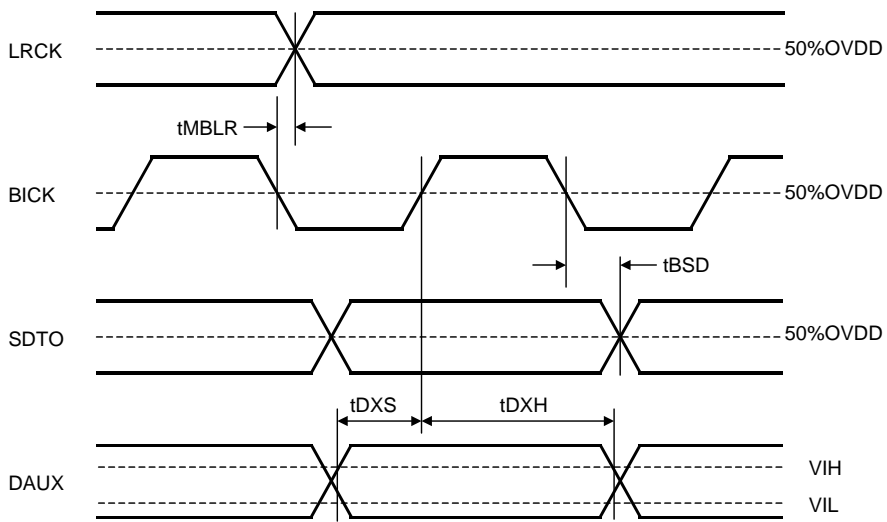 LRCK
50%OVDD
tMBLR
BICK
50%OVDD
tBSD
SDTO
50%OVDD
tDXS
tDXH
DAUX
VIH
VIL